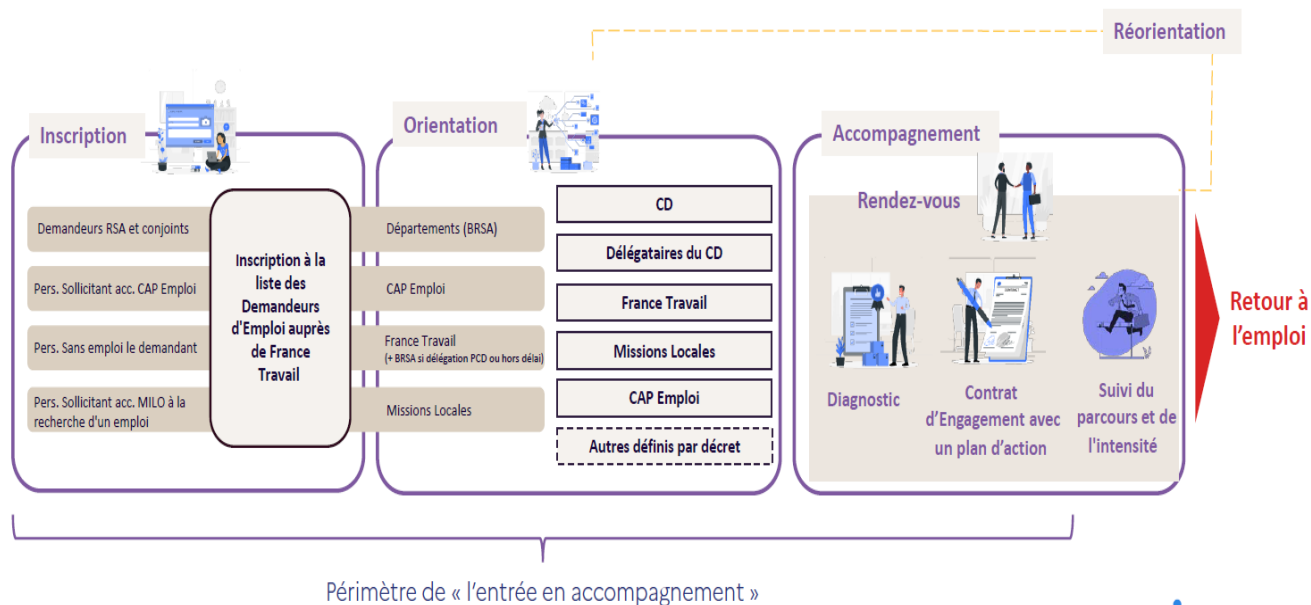 Réorientation
Inscription
Orientation
Accompagnement
Demandeurs RSA et conjoints
Pers. Sollicitant acc. CAP Emploi
Pers. Sans emploi le demandant
Pers. Sollicitant acc. MILO à la
recherche d'un emploi
Inscription à la
liste des
Demandeurs
d'Emploi auprès
de France
Travail
Départements (BRSA)
CAP Emploi
France Travail
(+ BRSA si délégation PCD ou hors délai)
Missions Locales
CD
Délégataires du CD
France Travail
Missions Locales
CAP Emploi
Autres définis par décret
Rendez-vous
Diagnostic
Contrat
d'Engagement avec
un plan d'action
Suivi du
parcours et de
l'intensité
Retour à
l'emploi
Périmètre de « l'entrée en accompagnement »